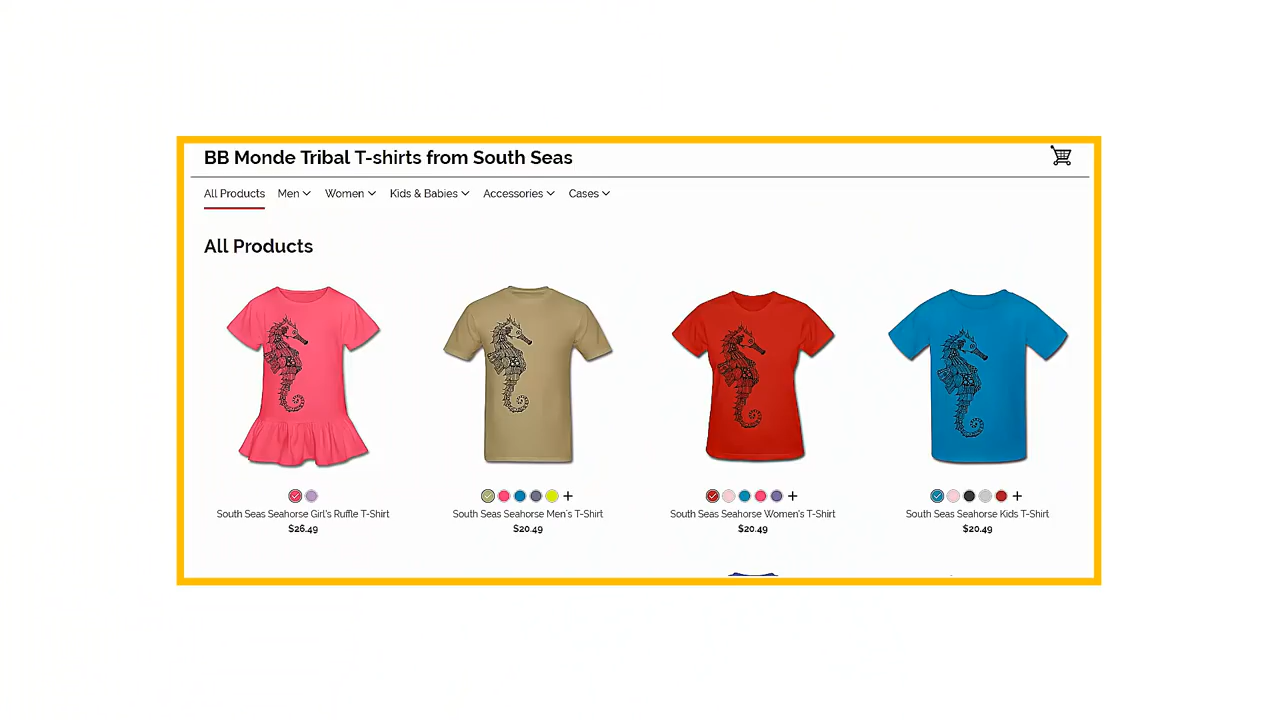 BB Monde Tribal T-shirts from South Seas
All Products Men Women Kids & Babies Accessories Cases
All Products
South Seas Seahorse Girl's Ruffle T-Shirt
$26.49
South Seas Seahorse Men's T-Shirt
$20.49
South Seas Seahorse Women's T-Shirt
$20.49
South Seas Seahorse Kids T-Shirt
$20.49